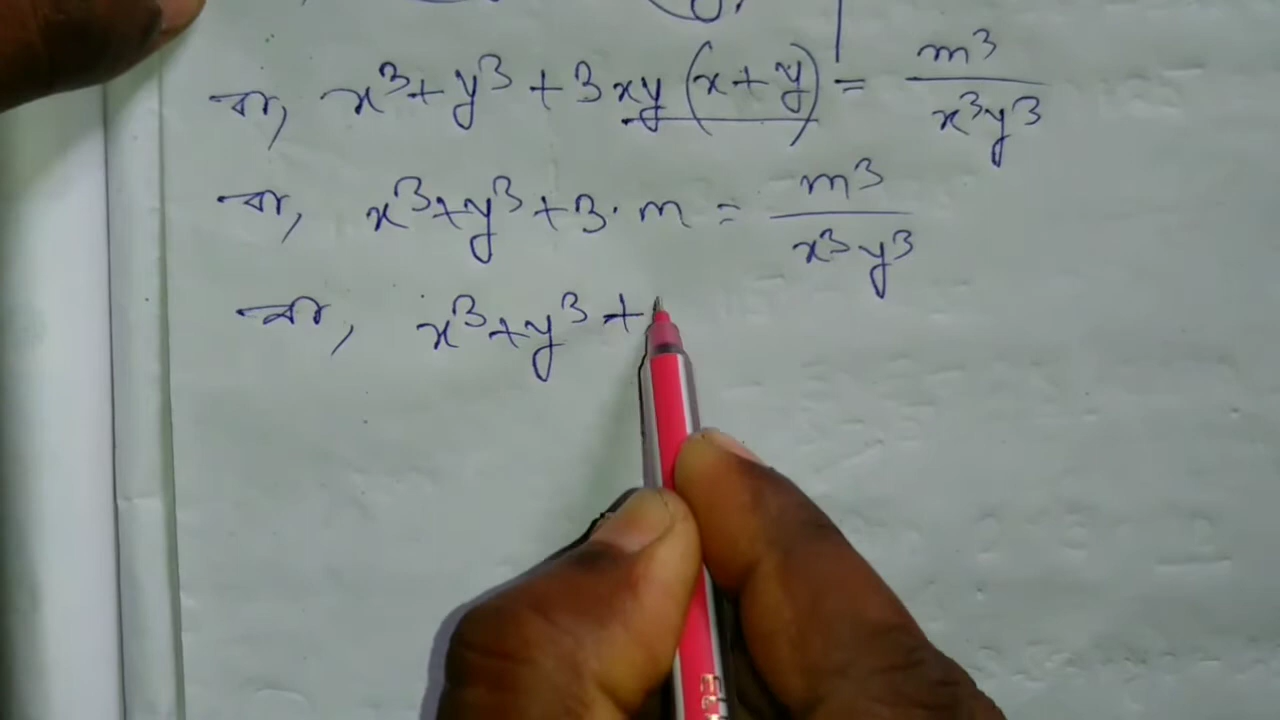 বা, x³+y³+3xy(x+y) = m³/x³y³
বা, x³+y³+3·m = m³/x³y³
বা, x³+y³+